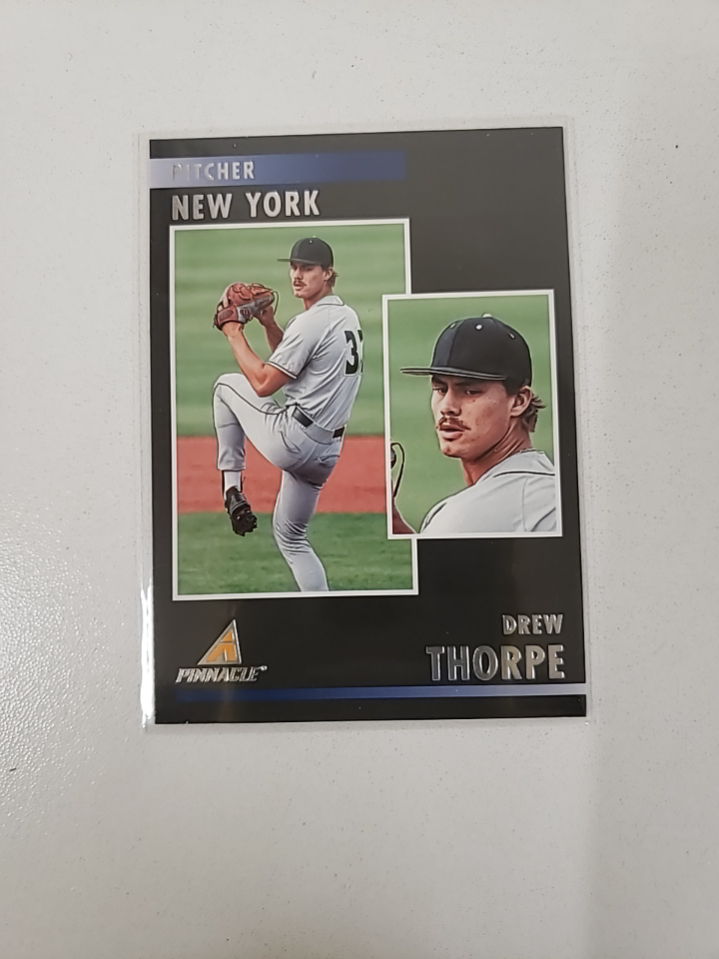 PITCHER
NEW YORK
DREW
THORPE
PINNACLE